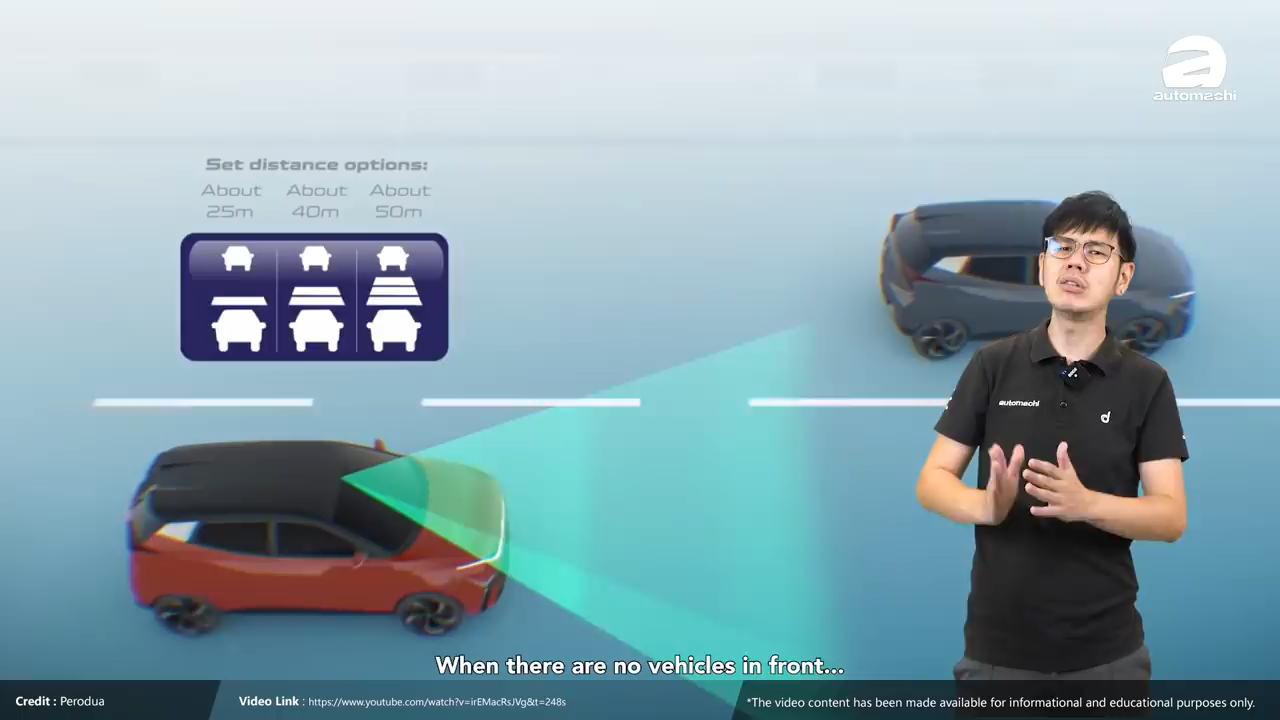 automachi
Set distance options:
About About About
25m 40m 50m
automachi
When there are no vehicles in front...
Credit : Perodua
Video Link : https://www.youtube.com/watch?v=irEMacRsJVg&t=248s
*The video content has been made available for informational and educational purposes only.